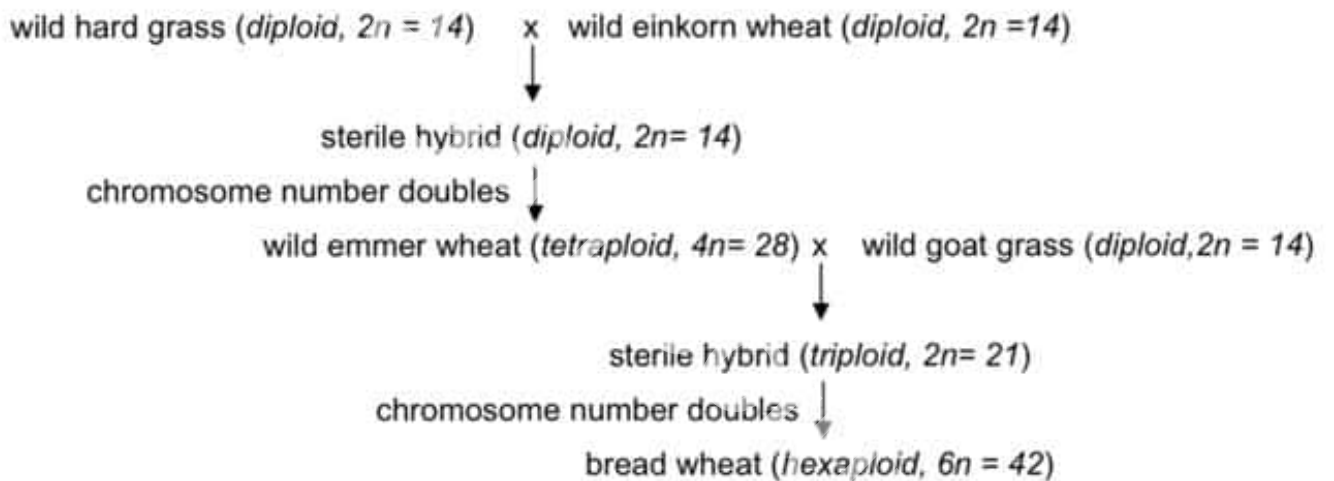 wild hard grass (diploid, 2n = 14) x wild einkorn wheat (diploid, 2n =14)
sterile hybrid (diploid, 2n= 14)
chromosome number doubles
wild emmer wheat (tetraploid, 4n= 28) x wild goat grass (diploid,2n = 14)
sterile hybrid (triploid, 2n= 21)
chromosome number doubles
bread wheat (hexaploid, 6n = 42)